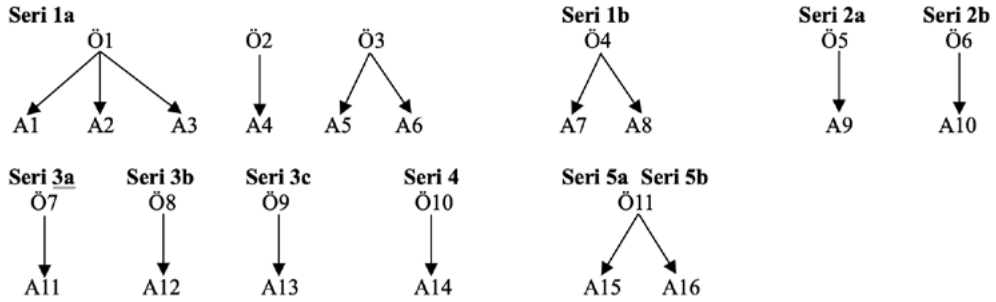 Seri 1a Seri 1b Seri 2a Seri 2b
Ö1 Ö2 Ö3 Ö4 Ö5 Ö6
A1 A2 A3 A4 A5 A6 A7 A8 A9 A10
Seri 3a Seri 3b Seri 3c Seri 4 Seri 5a Seri 5b
Ö7 Ö8 Ö9 Ö10 Ö11
A11 A12 A13 A14 A15 A16